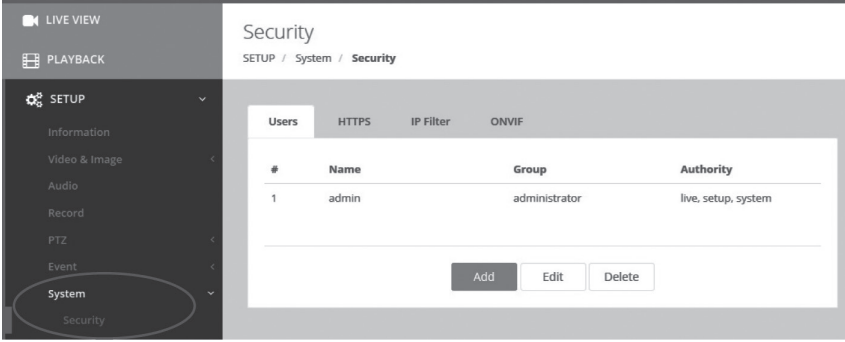 LIVE VIEW
PLAYBACK
SETUP
Information
Video & Image
Audio
Record
PTZ
Event
System
Security
Security
SETUP / System / Security
Users HTTPS IP Filter ONVIF
# Name Group Authority
1 admin administrator live, setup, system
Add Edit Delete